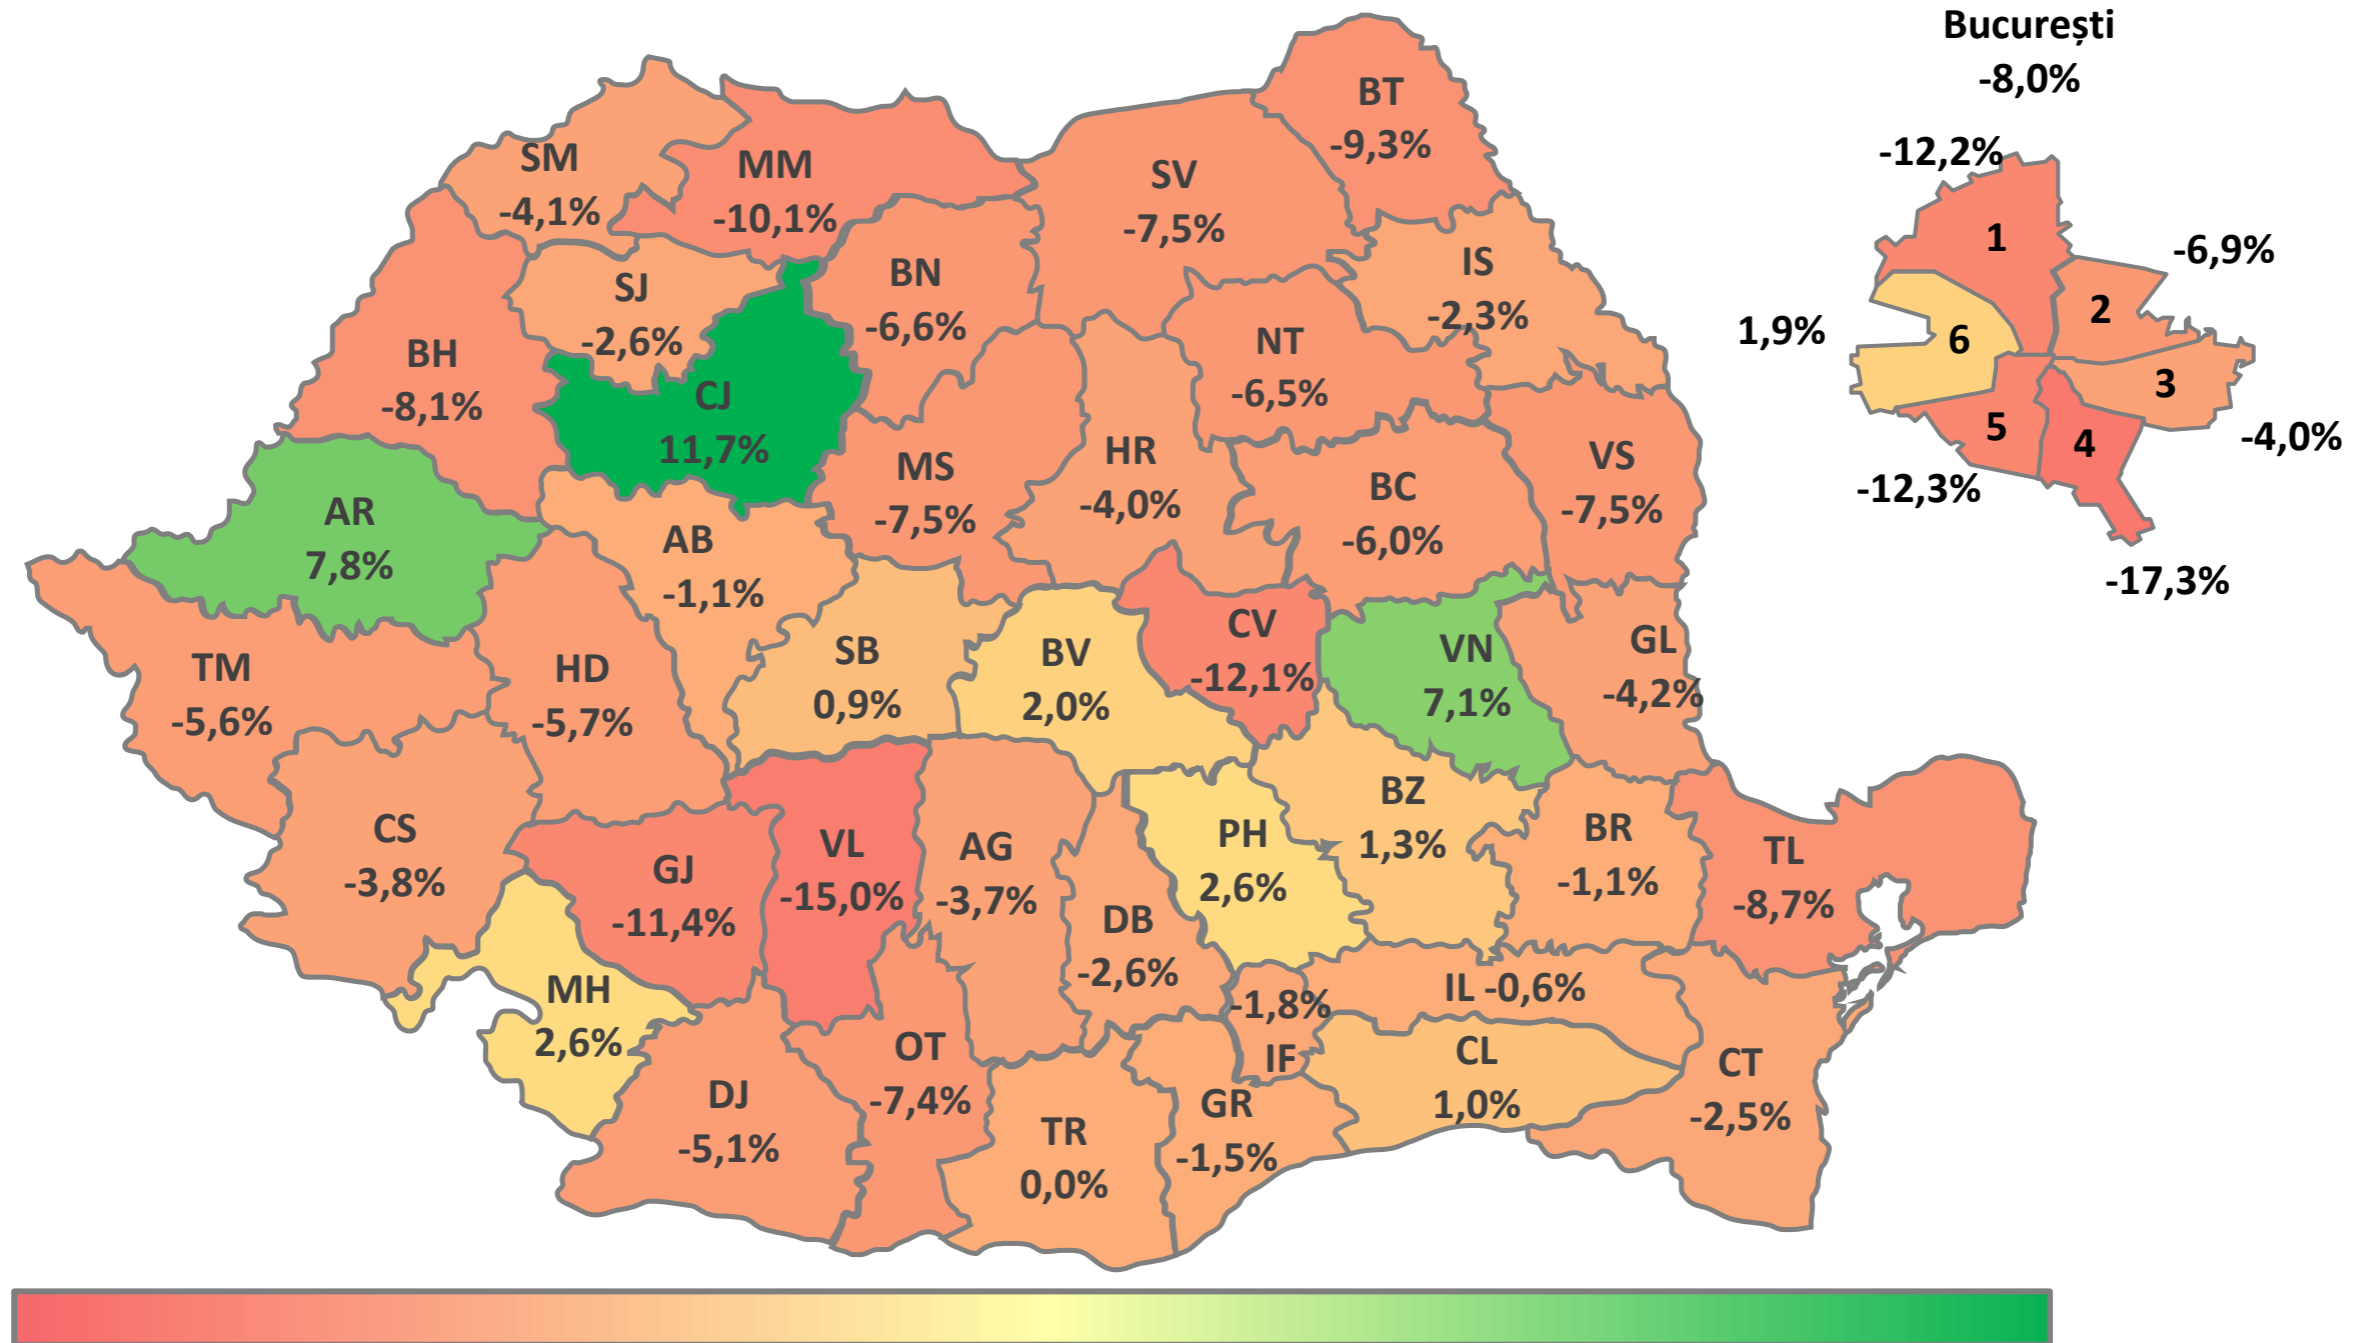 București
-8,0%
BT
-9,3%
SM
-4,1%
MM
-10,1%
SV
-7,5%
-12,2%
1
-6,9%
2
1,9%
6
3
-4,0%
5
4
-12,3%
-17,3%
SJ
-2,6%
BN
-6,6%
IS
-2,3%
BH
-8,1%
CJ
11,7%
NT
-6,5%
MS
-7,5%
HR
-4,0%
BC
-6,0%
VS
-7,5%
AR
7,8%
AB
-1,1%
TM
-5,6%
HD
-5,7%
SB
0,9%
BV
2,0%
CV
-12,1%
VN
7,1%
GL
-4,2%
CS
-3,8%
GJ
-11,4%
VL
-15,0%
AG
-3,7%
DB
-2,6%
PH
2,6%
BZ
1,3%
BR
-1,1%
TL
-8,7%
MH
2,6%
-1,8%
IF
IL -0,6%
CL
1,0%
CT
-2,5%
DJ
-5,1%
OT
-7,4%
TR
0,0%
GR
-1,5%